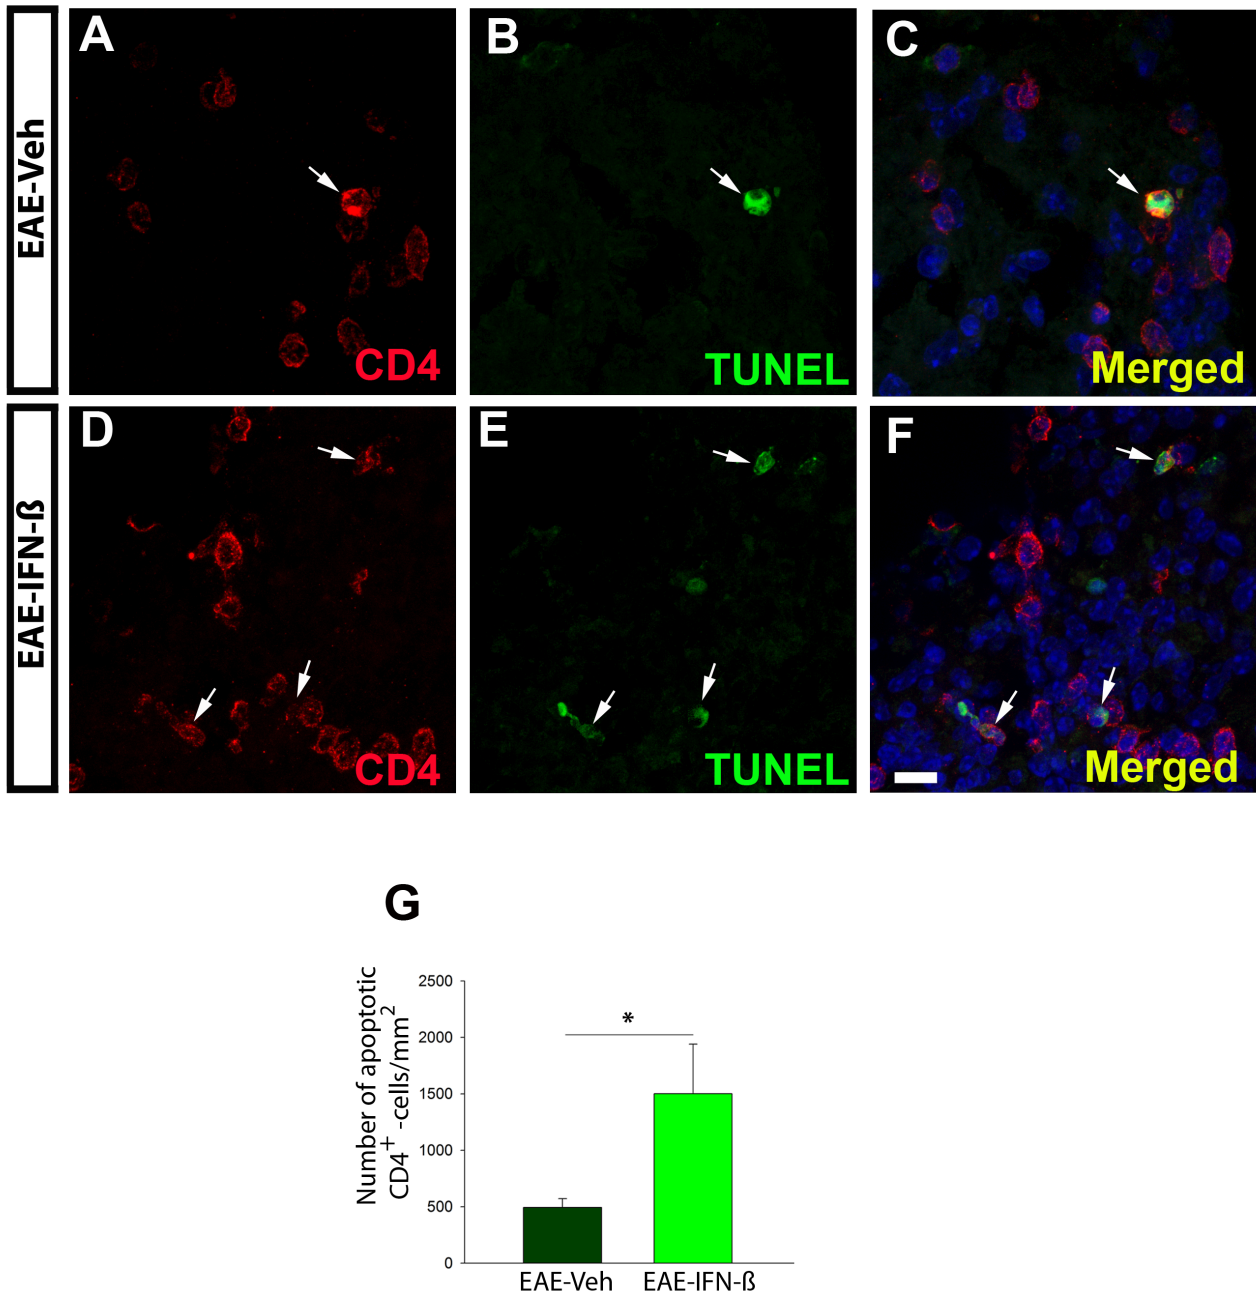 EAE-Veh
A
CD4
B
TUNEL
C
Merged
EAE-IFN-ß
D
CD4
E
TUNEL
F
Merged
G
Number of apoptotic
CD4+ -cells/mm2
2500
2000
1500
1000
500
0
*
EAE-Veh
EAE-IFN-ß